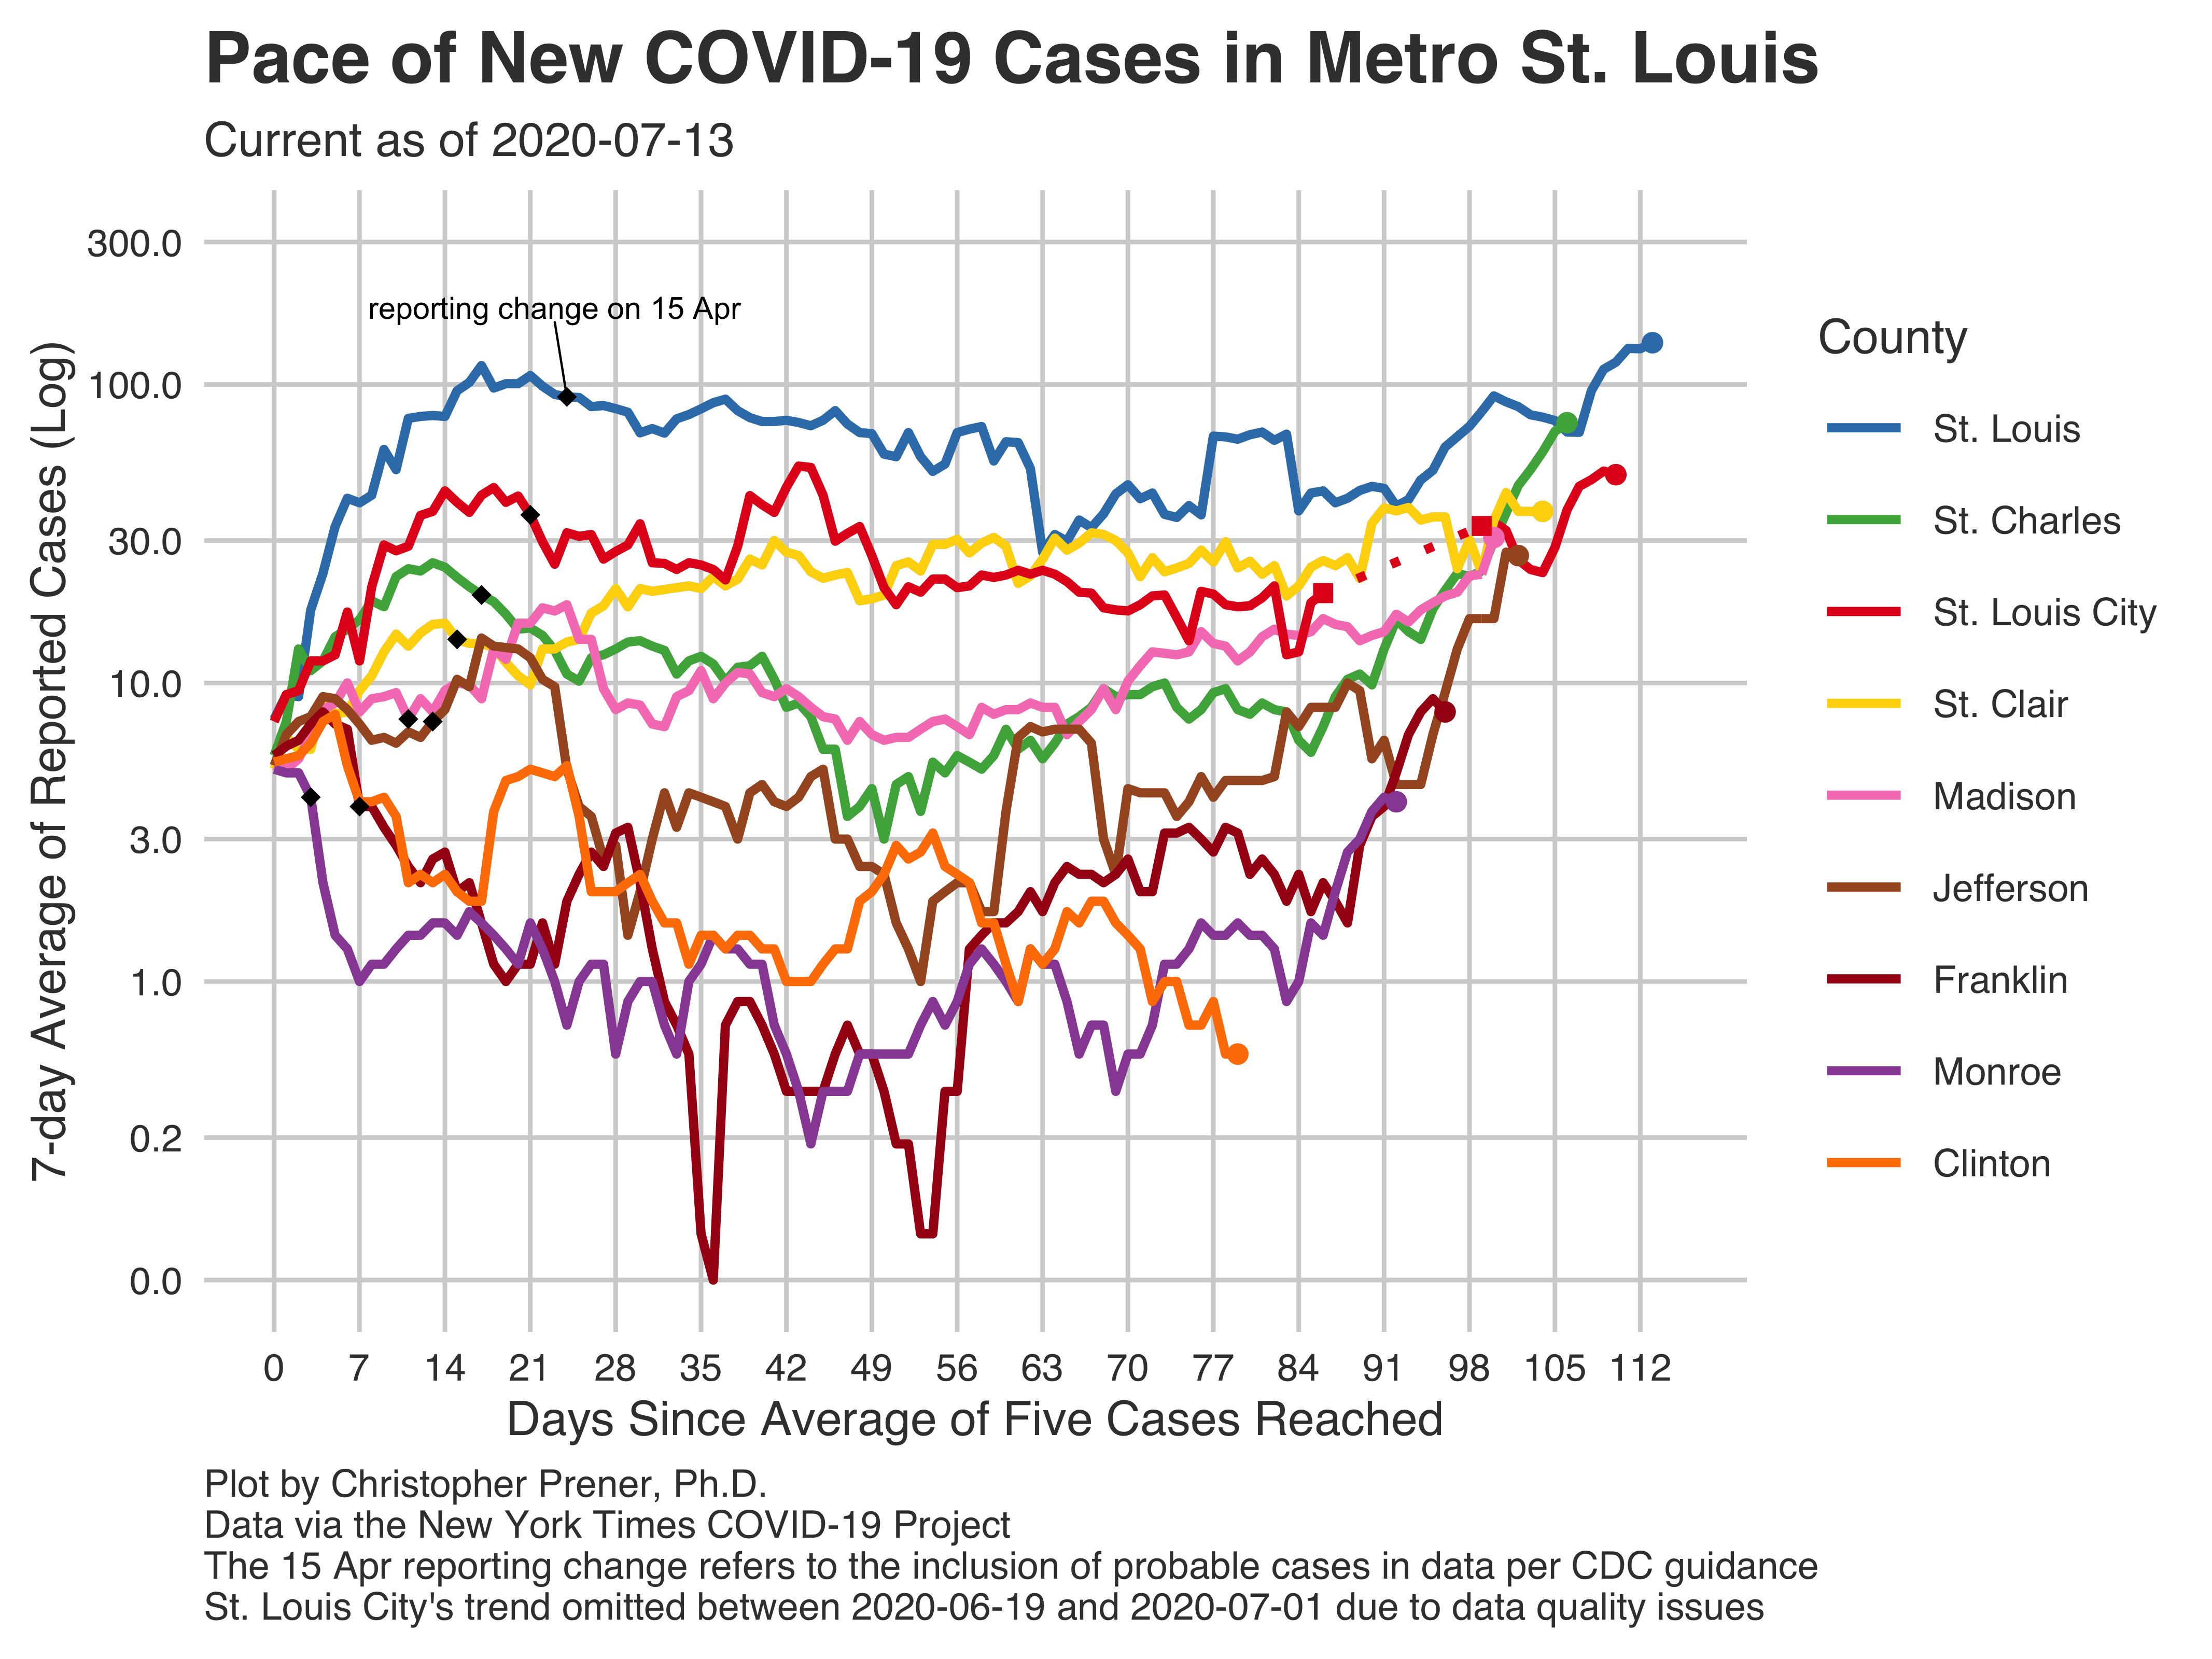 Pace of New COVID-19 Cases in Metro St. Louis
Current as of 2020-07-13
7-day Average of Reported Cases (Log)
300.0
100.0
30.0
10.0
3.0
1.0
0.2
0.0
reporting change on 15 Apr
0 7 14 21 28 35 42 49 56 63 70 77 84 91 98 105 112
Days Since Average of Five Cases Reached
County
St. Louis
St. Charles
St. Louis City
St. Clair
Madison
Jefferson
Franklin
Monroe
Clinton
Plot by Christopher Prener, Ph.D.
Data via the New York Times COVID-19 Project
The 15 Apr reporting change refers to the inclusion of probable cases in data per CDC guidance
St. Louis City's trend omitted between 2020-06-19 and 2020-07-01 due to data quality issues